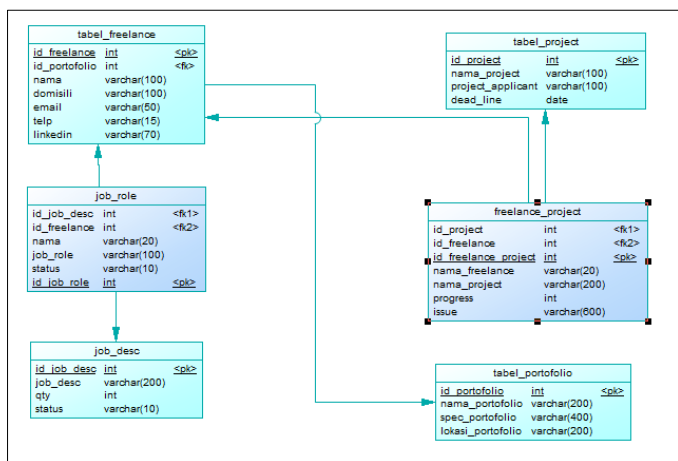 tabel_freelance
id_freelance int <pk>
id_portofolio int <fk>
nama varchar(100)
domisili varchar(100)
email varchar(50)
telp varchar(15)
linkedin varchar(70)
tabel_project
id_project int <pk>
nama_project varchar(100)
project_applicant varchar(100)
dead_line date
job_role
id_job_desc int <fk1>
id_freelance int <fk2>
nama varchar(20)
job_role varchar(100)
status varchar(10)
id_job_role int <pk>
freelance_project
id_project int <fk1>
id_freelance int <fk2>
id_freelance_project int <pk>
nama_freelance varchar(20)
nama_project varchar(200)
progress int
issue varchar(600)
job_desc
id_job_desc int <pk>
job_desc varchar(200)
qty int
status varchar(10)
tabel_portofolio
id_portofolio int <pk>
nama_portofolio varchar(200)
spec_portofolio varchar(400)
lokasi_portofolio varchar(200)